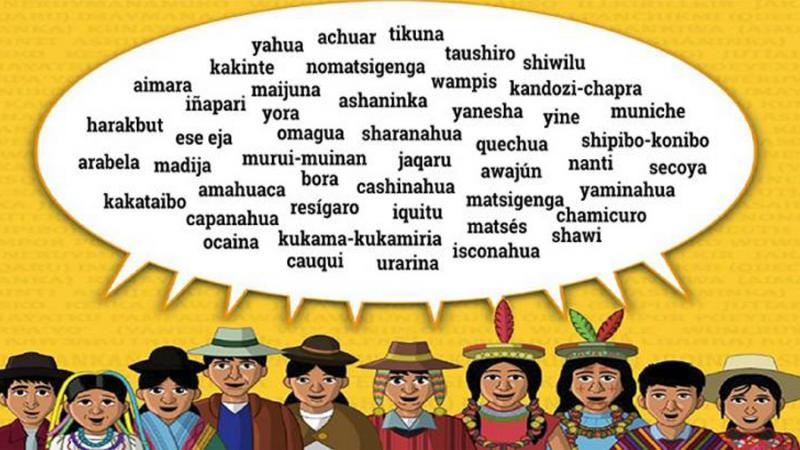 yahua achuar tikuna
kakinte nomatsigenga taushiro shiwilu
aimara maijuna wampis kandozi-chapra
iñapari yora ashaninka yanesha yine muniche
harakbut ese eja omagua sharanahua quechua shipibo-konibo
arabela madija murui-muinan jaqaru awajún nanti secoya
kakataibo amahuaca bora cashinahua matsigenga yaminahua
capanahua resígaro iquitu matsés chamicuro
ocaina kukama-kukamiria isconahua shawi
cauqui urarina